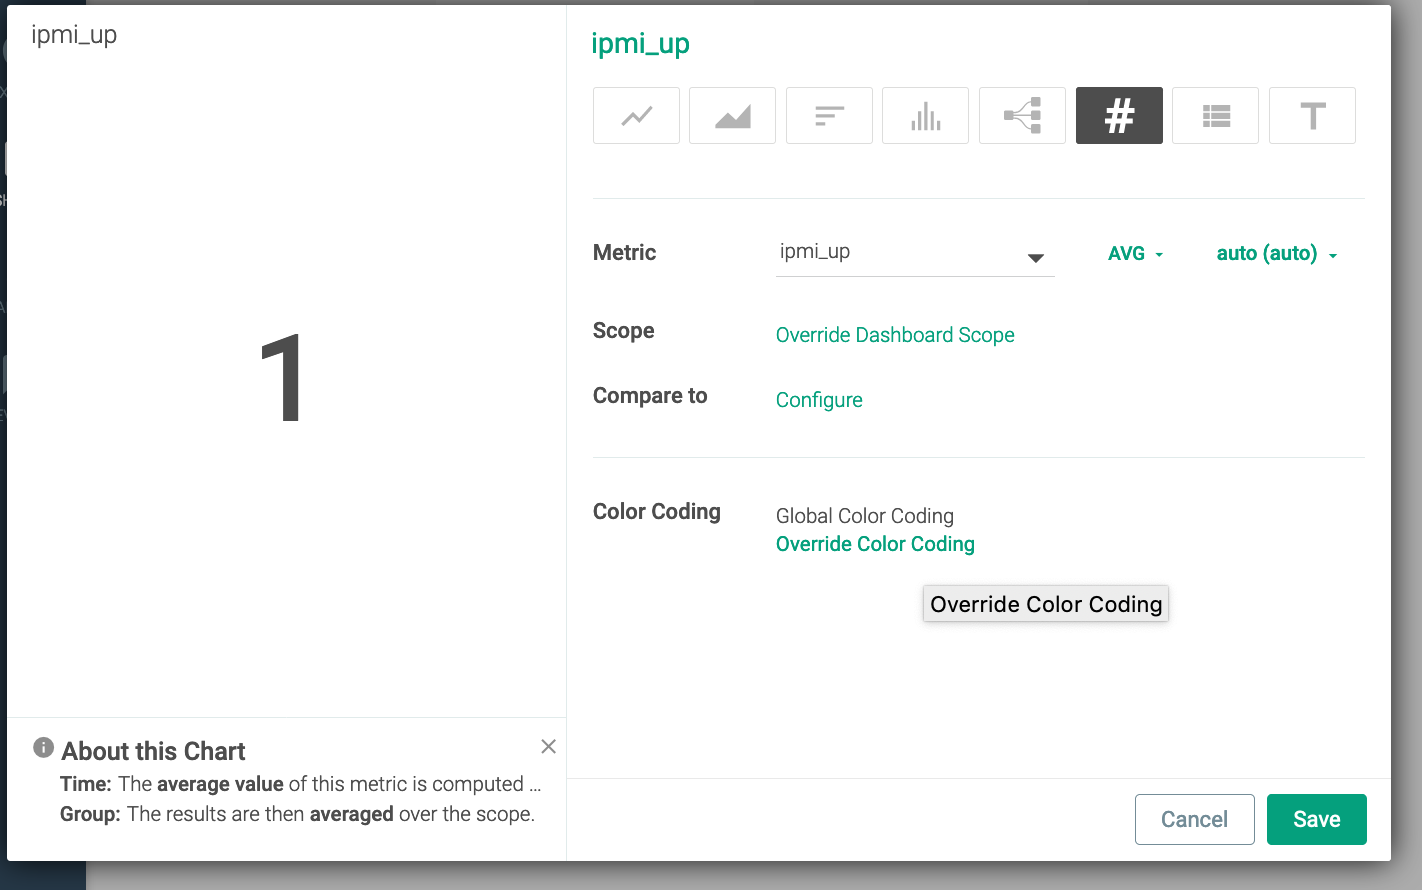 ipmi_up
1
About this Chart
Time: The average value of this metric is computed ...
Group: The results are then averaged over the scope.
ipmi_up
#
T
Metric
ipmi_up
AVG
auto (auto)
Scope
Override Dashboard Scope
Compare to
Configure
Color Coding
Global Color Coding
Override Color Coding
Override Color Coding
Cancel
Save